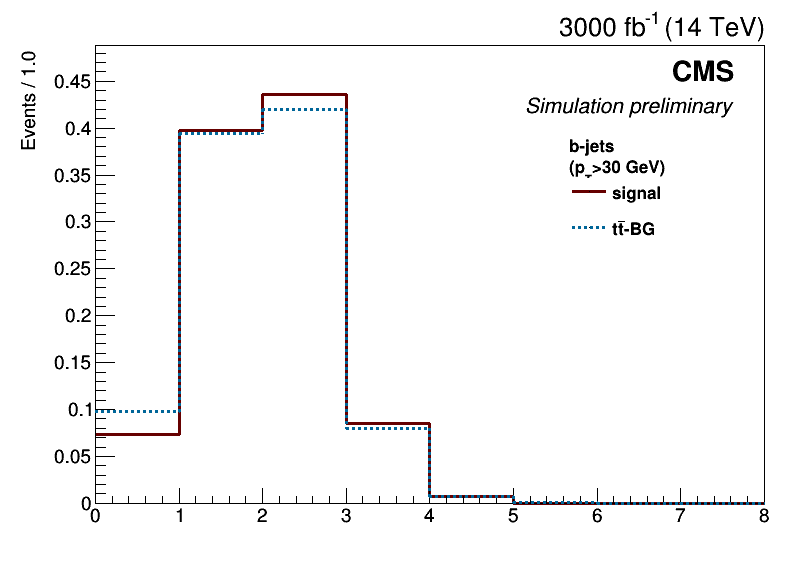 3000 fb⁻¹ (14 TeV)
Events / 1.0
CMS
Simulation preliminary
b-jets
>30 GeV)
signal
tt̄-BG
0.45
0.4
0.35
0.3
0.25
0.2
0.15
0.1
0.05
0
0 1 2 3 4 5 6 7 8